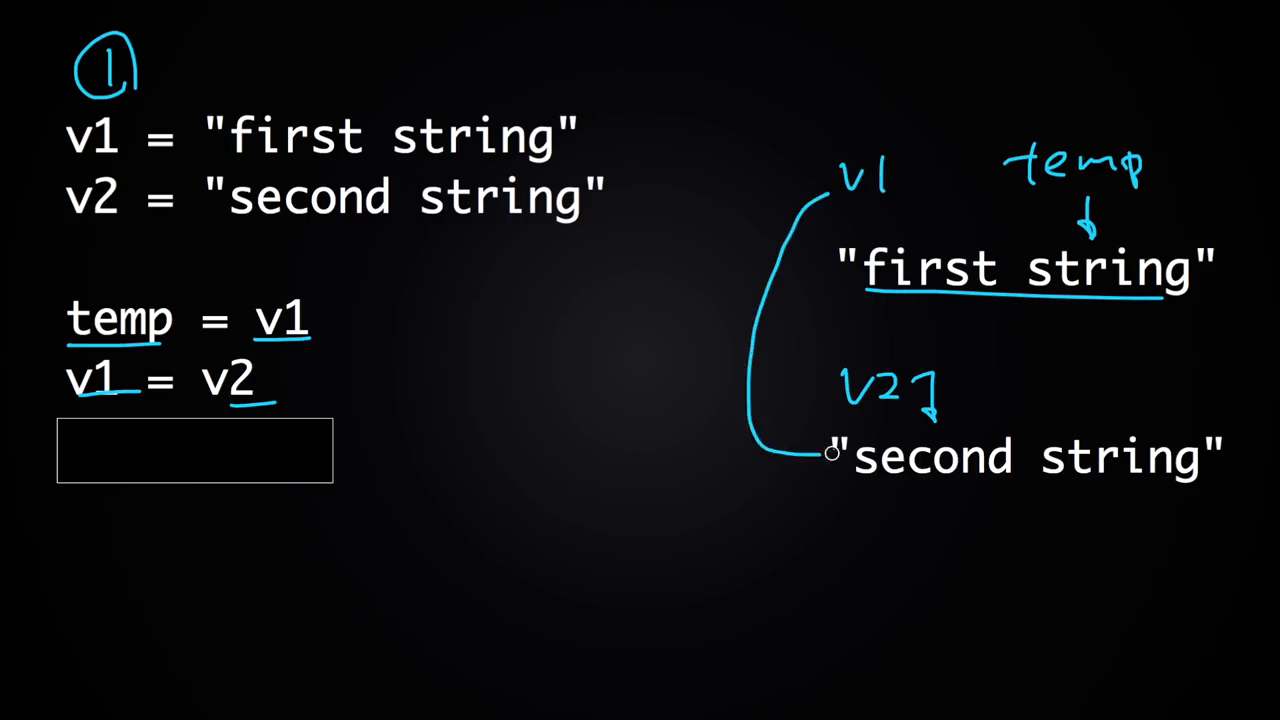 1
v1 = "first string"
v2 = "second string"
temp = v1
v1 = v2
v1 temp
"first string"
v2
"second string"